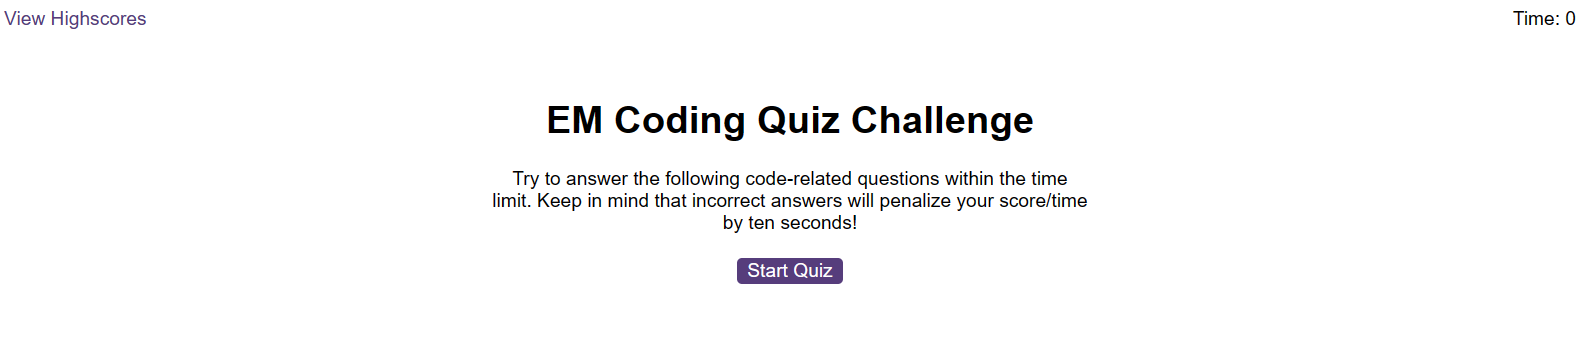 View Highscores
Time: 0
EM Coding Quiz Challenge
Try to answer the following code-related questions within the time
limit. Keep in mind that incorrect answers will penalize your score/time
by ten seconds!
Start Quiz